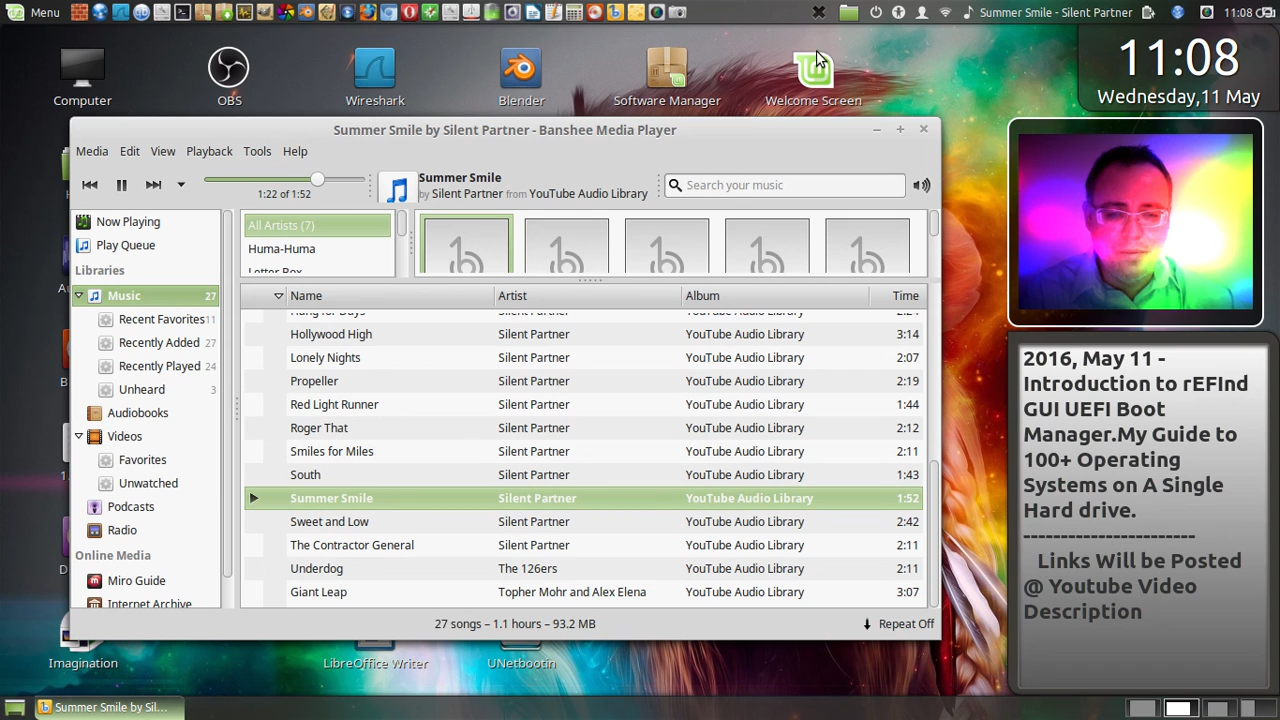 Menu
Summer Smile - Silent Partner
11:08
Computer
OBS
Wireshark
Blender
Software Manager
Welcome Screen
11:08
Wednesday,11 May
Summer Smile by Silent Partner - Banshee Media Player
Media Edit View Playback Tools Help
1:22 of 1:52
Summer Smile
by Silent Partner from YouTube Audio Library
Search your music
Now Playing
Play Queue
Libraries
Music 27
Recent Favorites 11
Recently Added 27
Recently Played 24
Unheard 3
Audiobooks
Videos
Favorites
Unwatched
Podcasts
Radio
Online Media
Miro Guide
Internet Archive
All Artists (7)
Huma-Huma
Letter Box
Name Artist Album Time
Hollywood High Silent Partner YouTube Audio Library 3:14
Lonely Nights Silent Partner YouTube Audio Library 2:07
Propeller Silent Partner YouTube Audio Library 2:19
Red Light Runner Silent Partner YouTube Audio Library 1:44
Roger That Silent Partner YouTube Audio Library 2:12
Smiles for Miles Silent Partner YouTube Audio Library 2:11
South Silent Partner YouTube Audio Library 1:43
Summer Smile Silent Partner YouTube Audio Library 1:52
Sweet and Low Silent Partner YouTube Audio Library 2:42
The Contractor General Silent Partner YouTube Audio Library 2:11
Underdog The 126ers YouTube Audio Library 2:11
Giant Leap Topher Mohr and Alex Elena YouTube Audio Library 3:07
27 songs – 1.1 hours – 93.2 MB
Repeat Off
2016, May 11 -
Introduction to rEFInd
GUI UEFI Boot
Manager.My Guide to
100+ Operating
Systems on A Single
Hard drive.
-----------------------
Links Will be Posted
@ Youtube Video
Description
Imagination
LibreOffice Writer
UNetbootin
Summer Smile by Sil...